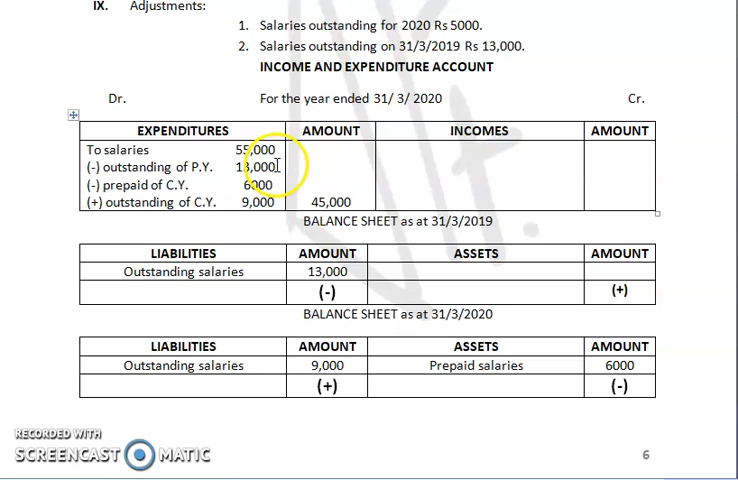 IX. Adjustments:
1. Salaries outstanding for 2020 Rs 5000.
2. Salaries outstanding on 31/3/2019 Rs 13,000.
INCOME AND EXPENDITURE ACCOUNT
Dr. For the year ended 31/ 3/ 2020 Cr.
EXPENDITURES AMOUNT INCOMES AMOUNT
To salaries 55,000
(-) outstanding of P.Y. 13,000
(-) prepaid of C.Y. 6000
(+) outstanding of C.Y. 9,000 45,000
BALANCE SHEET as at 31/3/2019
LIABILITIES AMOUNT ASSETS AMOUNT
Outstanding salaries 13,000
(-) (+)
BALANCE SHEET as at 31/3/2020
LIABILITIES AMOUNT ASSETS AMOUNT
Outstanding salaries 9,000 Prepaid salaries 6000
(+) (-)
RECORDED WITH
SCREENCAST MATIC
6